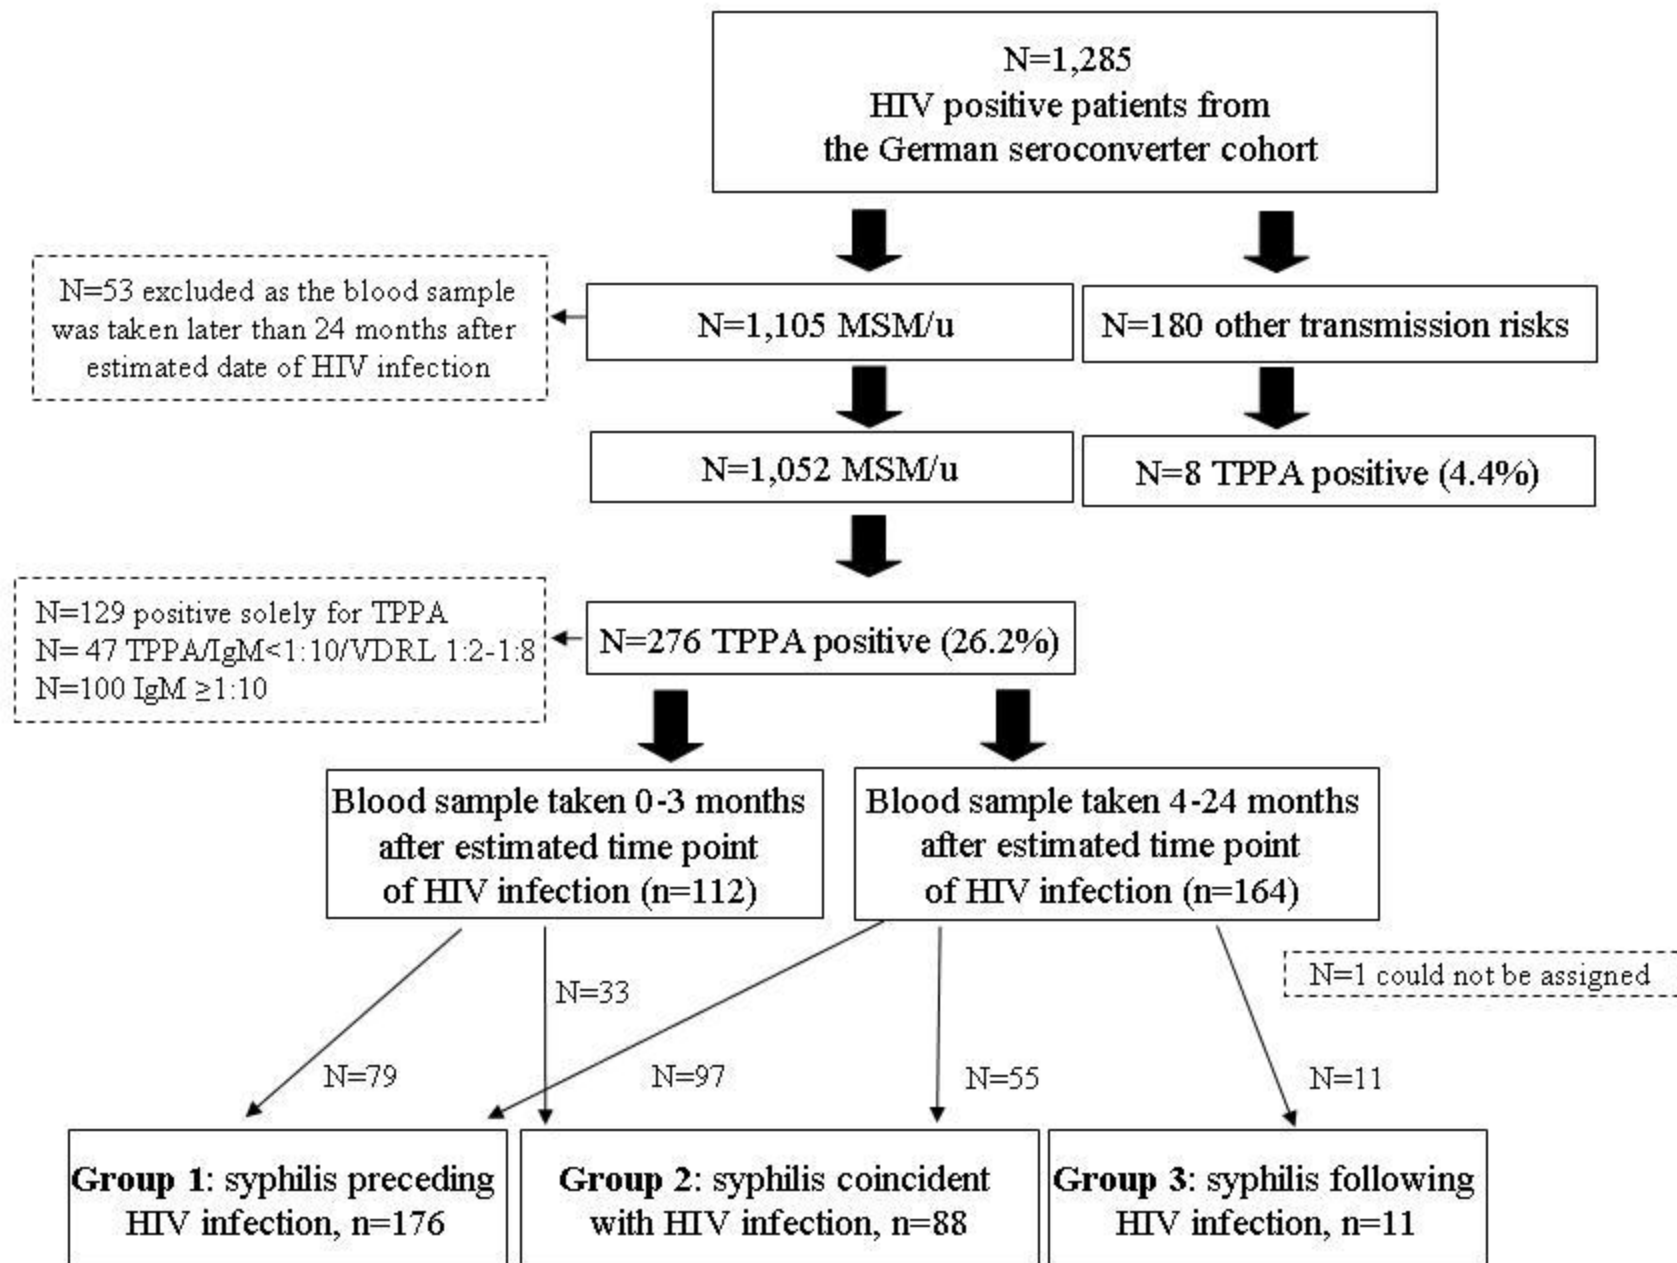 N=1,285
HIV positive patients from
the German seroconverter cohort
N=53 excluded as the blood sample
was taken later than 24 months after
estimated date of HIV infection
N=1,105 MSM/u
N=180 other transmission risks
N=1,052 MSM/u
N=8 TPPA positive (4.4%)
N=129 positive solely for TPPA
N= 47 TPPA/IgM<1:10/VDRL 1:2-1:8
N=100 IgM ≥1:10
N=276 TPPA positive (26.2%)
Blood sample taken 0-3 months
after estimated time point
of HIV infection (n=112)
Blood sample taken 4-24 months
after estimated time point
of HIV infection (n=164)
N=1 could not be assigned
N=33
N=79
N=97
N=55
N=11
Group 1: syphilis preceding
HIV infection, n=176
Group 2: syphilis coincident
with HIV infection, n=88
Group 3: syphilis following
HIV infection, n=11